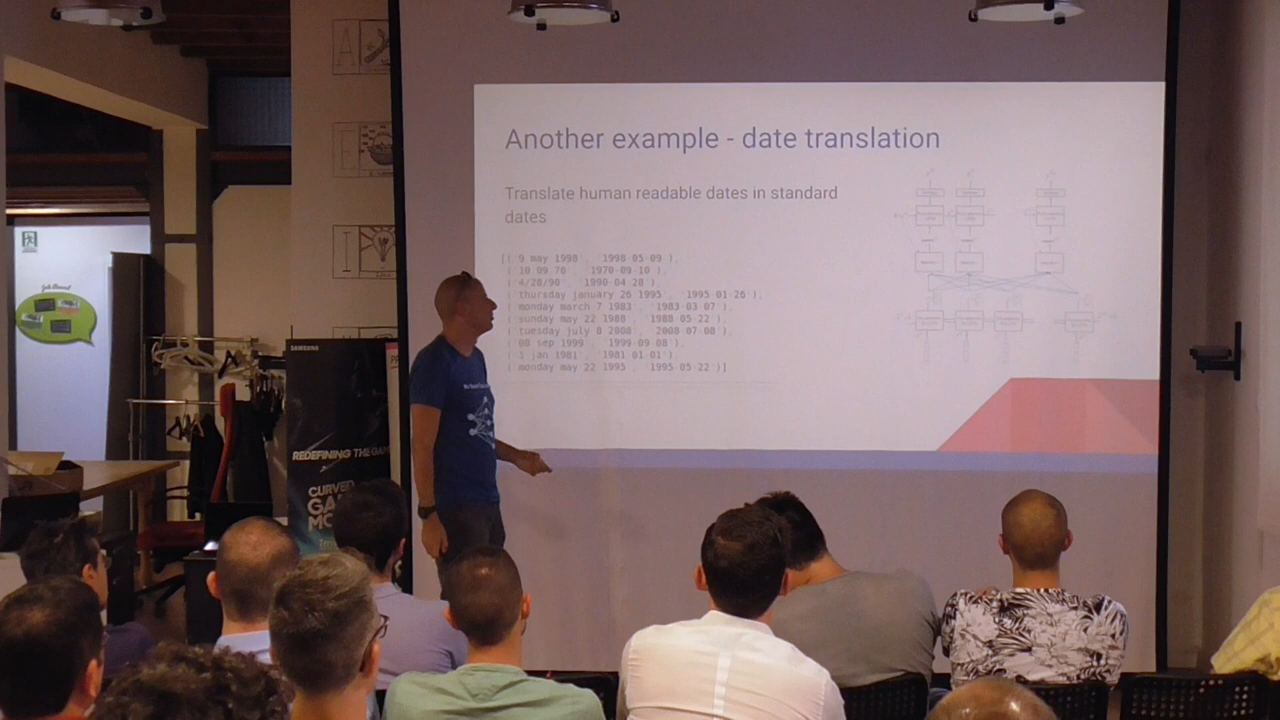 Another example - date translation
Translate human readable dates in standard
dates
[( 9 may 1998 , 1998-05-09 ),
( 10 09 70 , 1970-09-10 ),
( 4/28/90 , 1990-04-28 ),
( thursday january 26 1995 , 1995-01-26 ),
( monday march 7 1983 , 1983-03-07 )
( sunday may 22 1988 , 1988-05-22 ),
( tuesday july 8 2008 , 2008-07-08 ),
( 08 sep 1999 , 1999-09-08 ),
( 1 jan 1981 , 1981-01-01 ),
( monday may 22 1995 , 1995-05-22 )]
A
E
I
Job Board!
SAMSUNG
REDEFINING THE GAM
CURVED